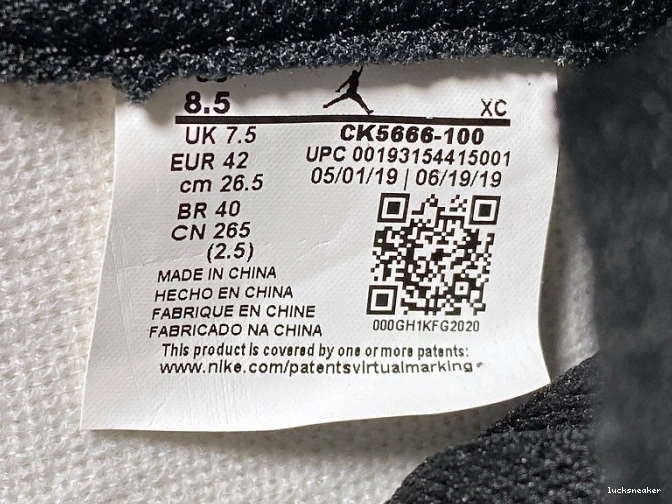 8.5
XC
UK 7.5
EUR 42
cm 26.5
BR 40
CN 265
(2.5)
CK5666-100
UPC 00193154415001
05/01/19 | 06/19/19
000GH1KFG2020
MADE IN CHINA
HECHO EN CHINA
FABRIQUE EN CHINE
FABRICADO NA CHINA
This product is covered by one or more patents:
www.nike.com/patentsvirtualmarking
lucksneaker